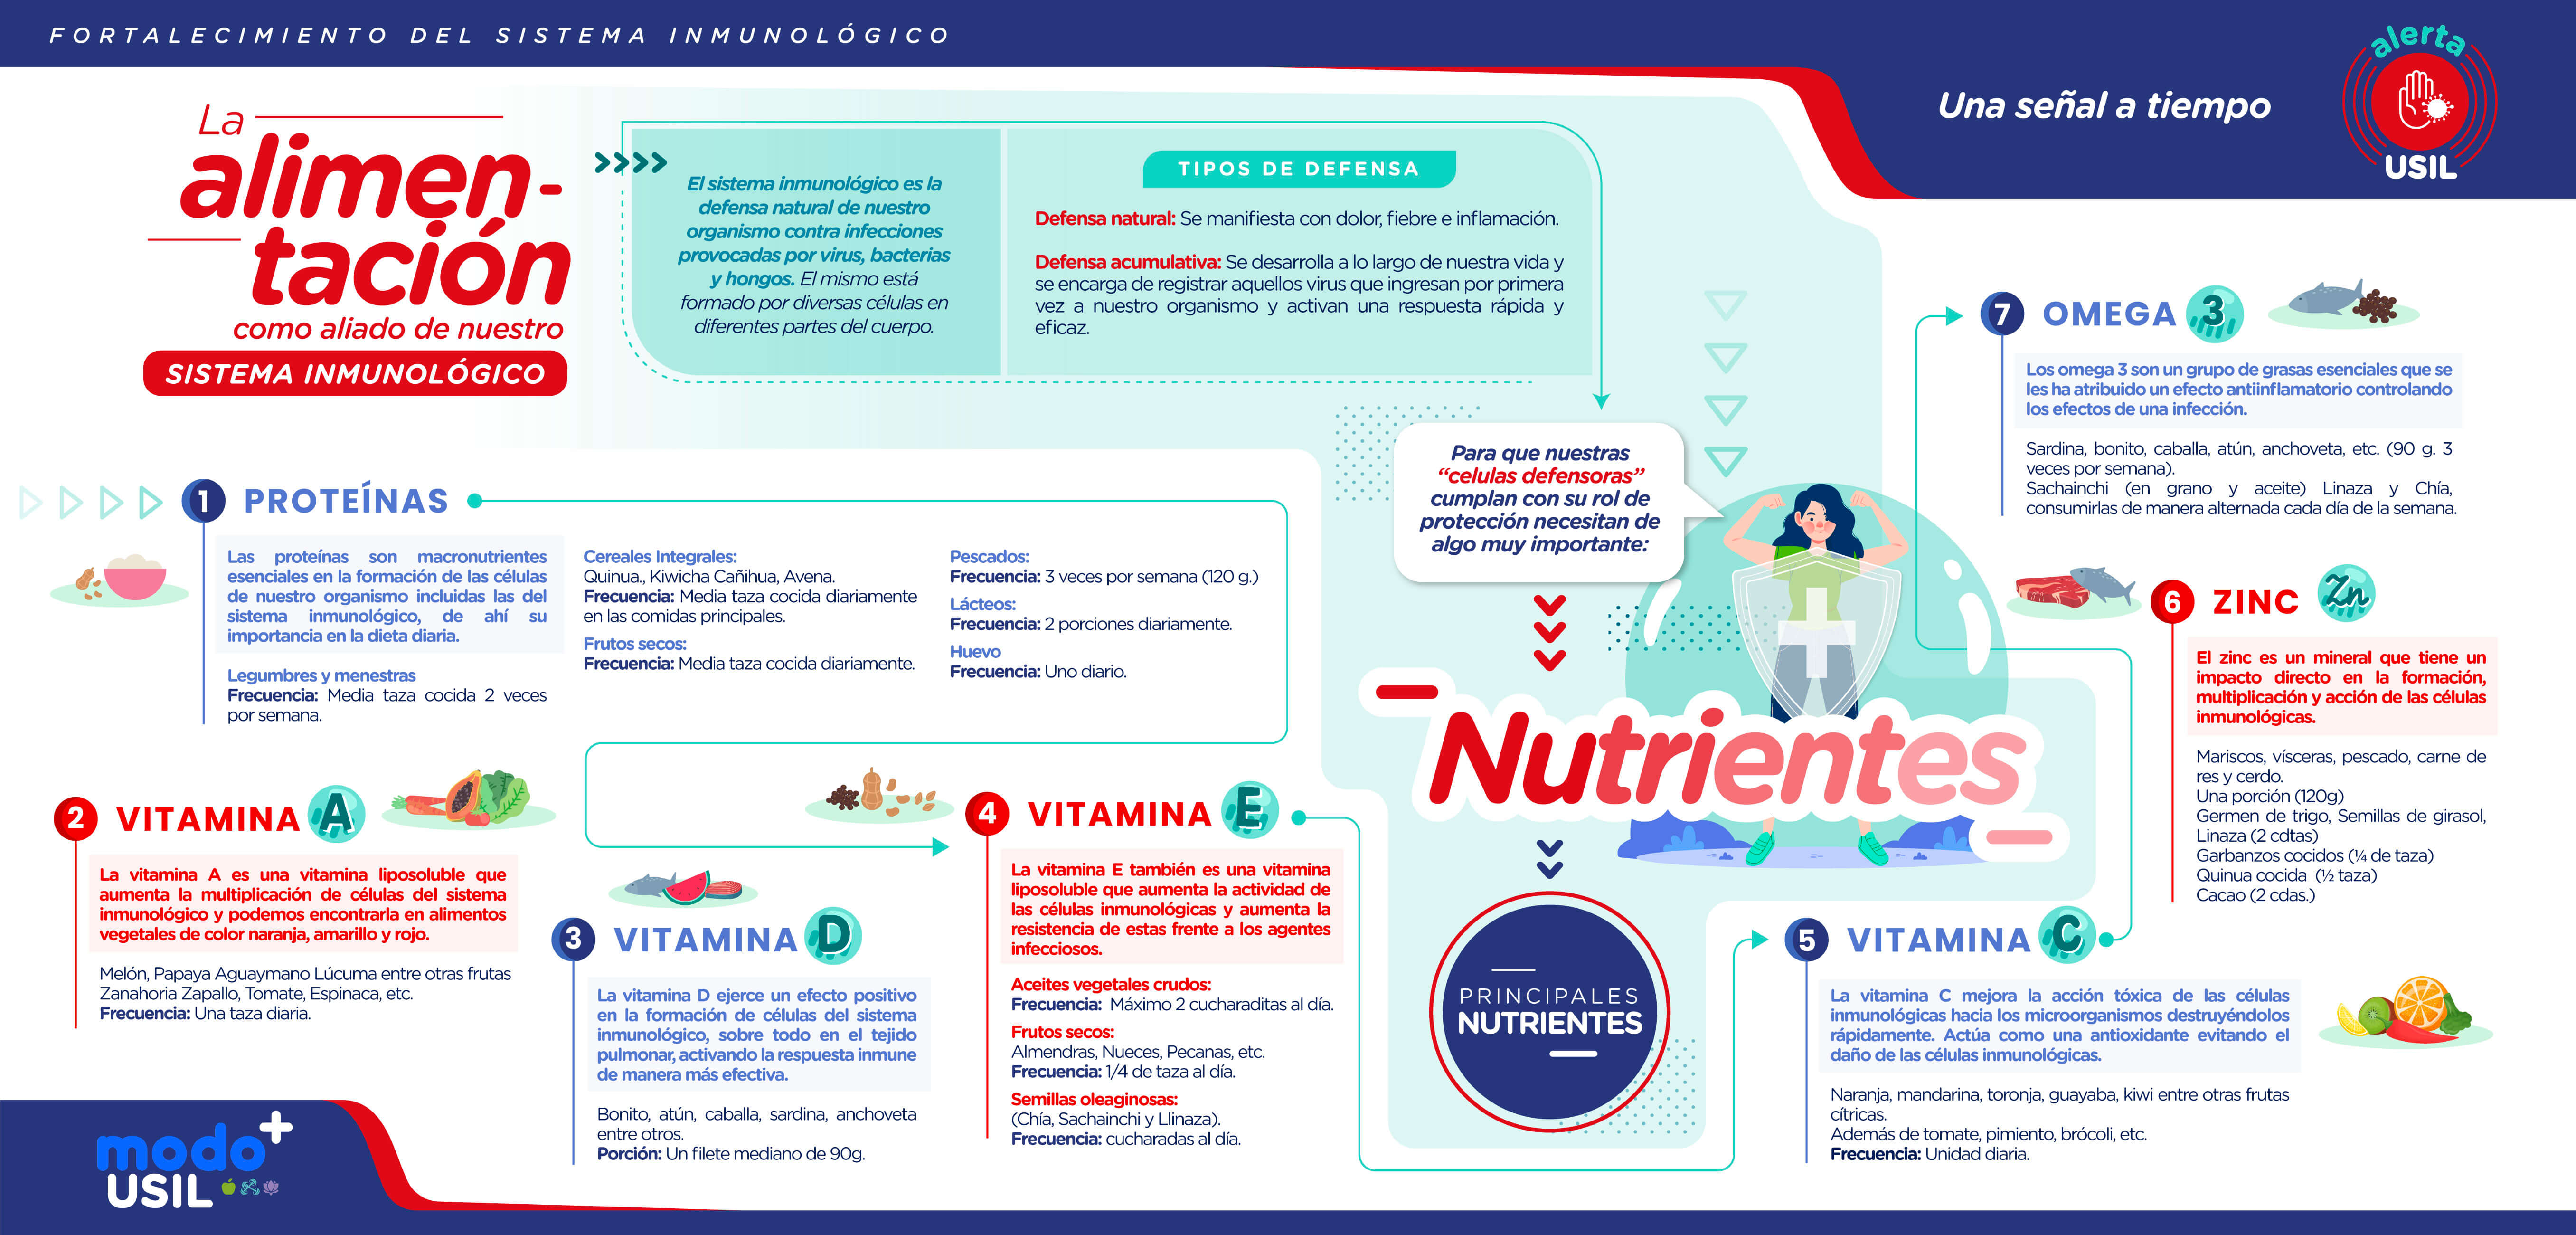 FORTALECIMIENTO DEL SISTEMA INMUNOLÓGICO
Una señal a tiempo
alerta
USIL
La
alimen-
tación
como aliado de nuestro
SISTEMA INMUNOLÓGICO
El sistema inmunológico es la
defensa natural de nuestro
organismo contra infecciones
provocadas por virus, bacterias
y hongos. El mismo está
formado por diversas células en
diferentes partes del cuerpo.
TIPOS DE DEFENSA
Defensa natural: Se manifiesta con dolor, fiebre e inflamación.
Defensa acumulativa: Se desarrolla a lo largo de nuestra vida y
se encarga de registrar aquellos virus que ingresan por primera
vez a nuestro organismo y activan una respuesta rápida y
eficaz.
Para que nuestras
“celulas defensoras”
cumplan con su rol de
protección necesitan de
algo muy importante:
Nutrientes
PRINCIPALES
NUTRIENTES
1 PROTEÍNAS
Las proteínas son macronutrientes
esenciales en la formación de las células
de nuestro organismo incluidas las del
sistema inmunológico, de ahí su
importancia en la dieta diaria.
Legumbres y menestras
Frecuencia: Media taza cocida 2 veces
por semana.
Cereales Integrales:
Quinua., Kiwicha Cañihua, Avena.
Frecuencia: Media taza cocida diariamente
en las comidas principales.
Frutos secos:
Frecuencia: Media taza cocida diariamente.
Pescados:
Frecuencia: 3 veces por semana (120 g.)
Lácteos:
Frecuencia: 2 porciones diariamente.
Huevo
Frecuencia: Uno diario.
2 VITAMINA A
La vitamina A es una vitamina liposoluble que
aumenta la multiplicación de células del sistema
inmunológico y podemos encontrarla en alimentos
vegetales de color naranja, amarillo y rojo.
Melón, Papaya Aguaymano Lúcuma entre otras frutas
Zanahoria Zapallo, Tomate, Espinaca, etc.
Frecuencia: Una taza diaria.
3 VITAMINA D
La vitamina D ejerce un efecto positivo
en la formación de células del sistema
inmunológico, sobre todo en el tejido
pulmonar, activando la respuesta inmune
de manera más efectiva.
Bonito, atún, caballa, sardina, anchoveta
entre otros.
Porción: Un filete mediano de 90g.
4 VITAMINA E
La vitamina E también es una vitamina
liposoluble que aumenta la actividad de
las células inmunológicas y aumenta la
resistencia de estas frente a los agentes
infecciosos.
Aceites vegetales crudos:
Frecuencia: Máximo 2 cucharaditas al día.
Frutos secos:
Almendras, Nueces, Pecanas, etc.
Frecuencia: 1/4 de taza al día.
Semillas oleaginosas:
(Chía, Sachainchi y Llinaza).
Frecuencia: cucharadas al día.
5 VITAMINA C
La vitamina C mejora la acción tóxica de las células
inmunológicas hacia los microorganismos destruyéndolos
rápidamente. Actúa como una antioxidante evitando el
daño de las células inmunológicas.
Naranja, mandarina, toronja, guayaba, kiwi entre otras frutas
cítricas.
Además de tomate, pimiento, brócoli, etc.
Frecuencia: Unidad diaria.
6 ZINC Zn
El zinc es un mineral que tiene un
impacto directo en la formación,
multiplicación y acción de las células
inmunológicas.
Mariscos, vísceras, pescado, carne de
res y cerdo.
Una porción (120g)
Germen de trigo, Semillas de girasol,
Linaza (2 cdtas)
Garbanzos cocidos (¼ de taza)
Quinua cocida (½ taza)
Cacao (2 cdas.)
7 OMEGA 3
Los omega 3 son un grupo de grasas esenciales que se
les ha atribuido un efecto antiinflamatorio controlando
los efectos de una infección.
Sardina, bonito, caballa, atún, anchoveta, etc. (90 g. 3
veces por semana).
Sachainchi (en grano y aceite) Linaza y Chía,
consumirlas de manera alternada cada día de la semana.
modo+
USIL